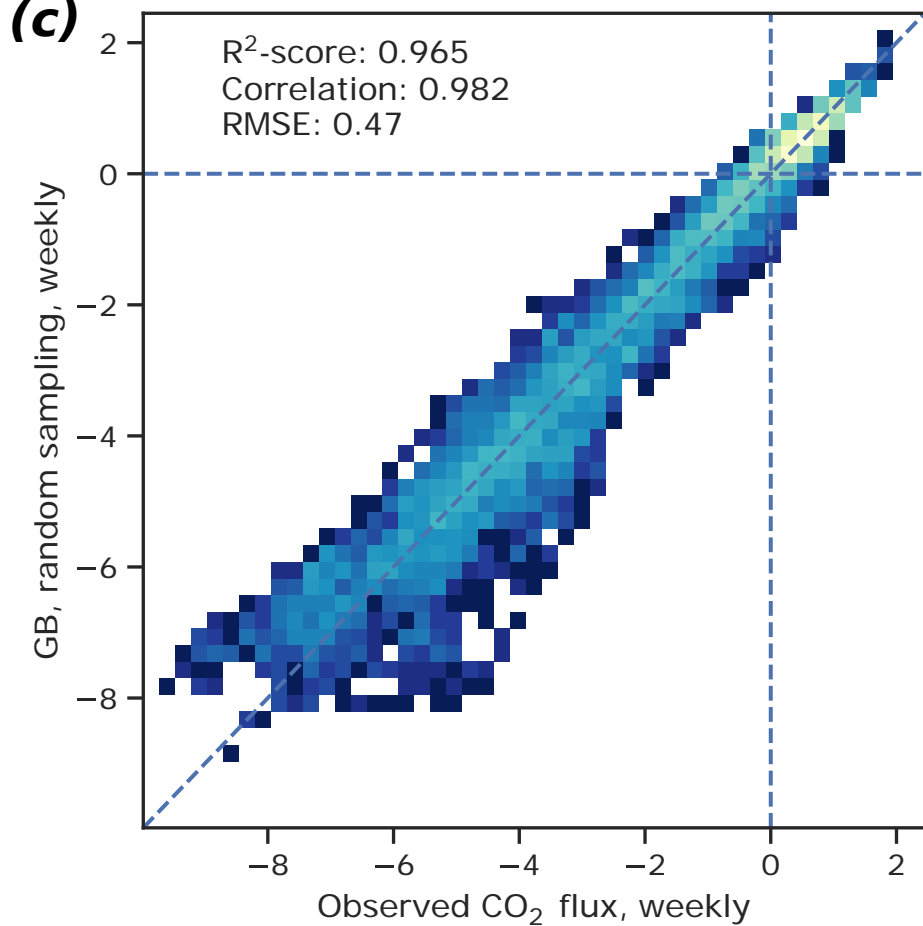 (c)
R²-score: 0.965
Correlation: 0.982
RMSE: 0.47
GB, random sampling, weekly
2
0
−2
−4
−6
−8
−8 −6 −4 −2 0 2
Observed CO₂ flux, weekly